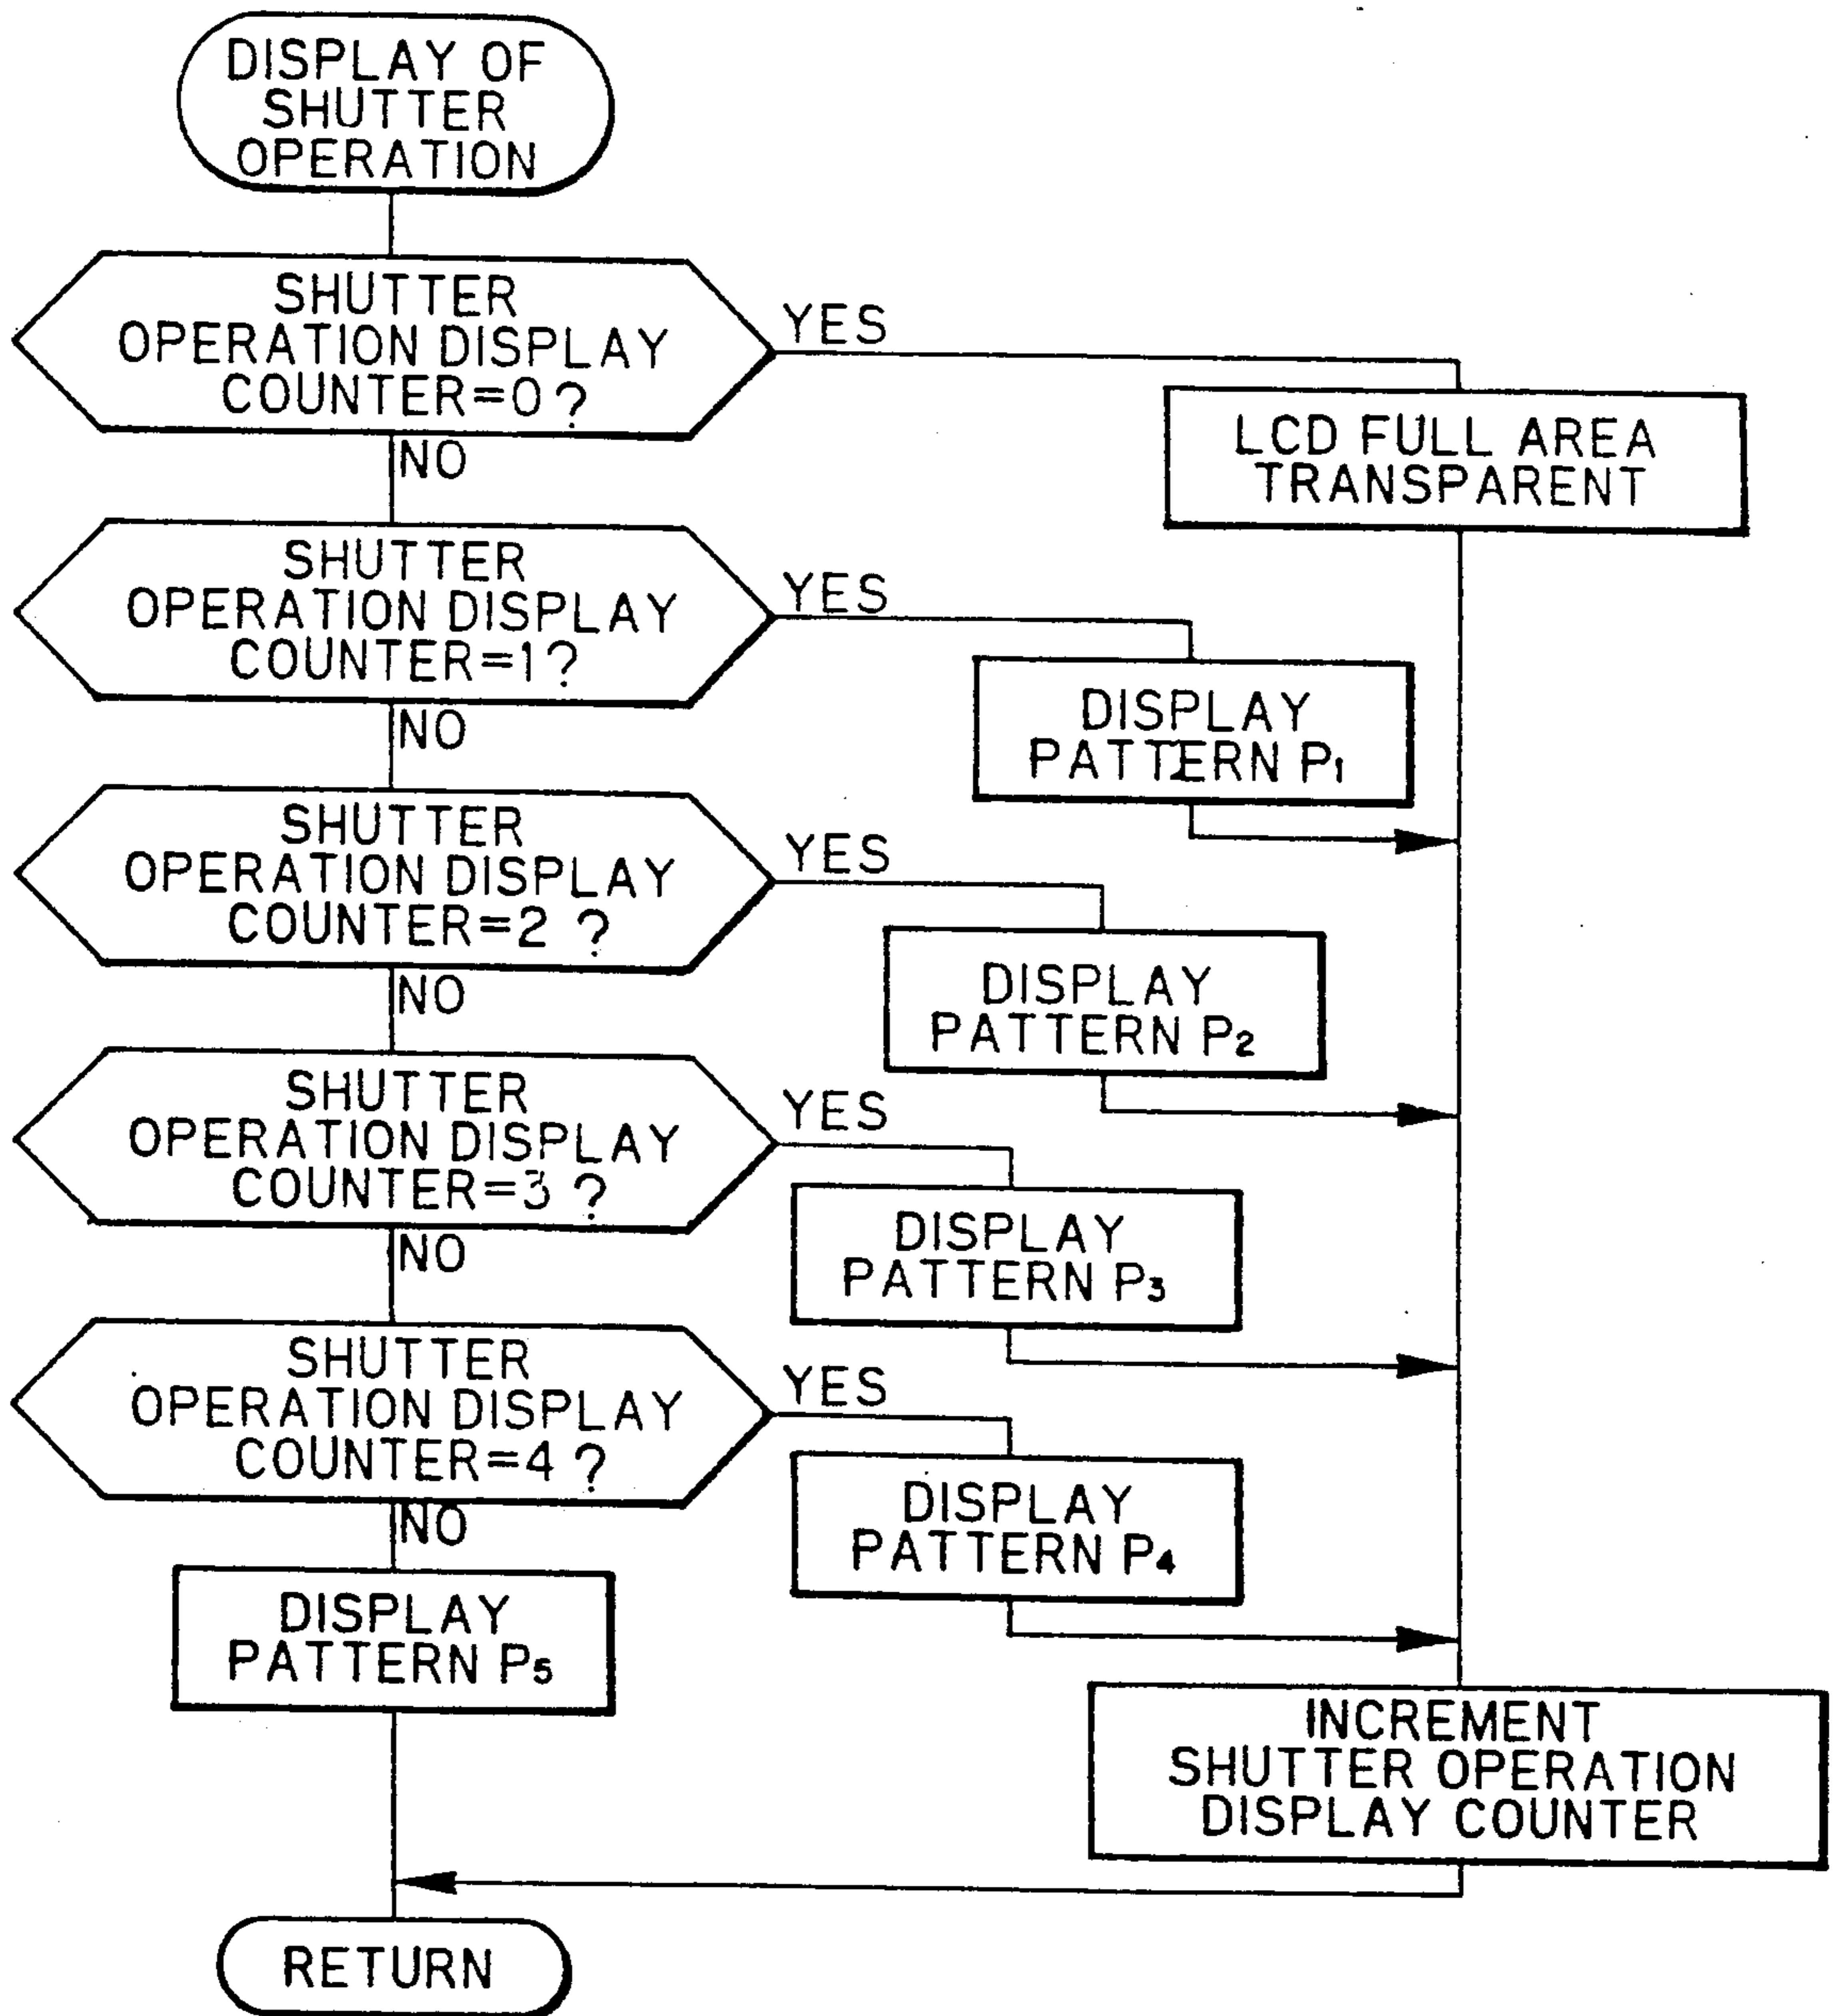 DISPLAY OF
SHUTTER
OPERATION
SHUTTER
OPERATION DISPLAY
COUNTER=0?
YES
NO
LCD FULL AREA
TRANSPARENT
SHUTTER
OPERATION DISPLAY
COUNTER=1?
YES
NO
DISPLAY
PATTERN P₁
SHUTTER
OPERATION DISPLAY
COUNTER=2 ?
YES
NO
DISPLAY
PATTERN P₂
SHUTTER
OPERATION DISPLAY
COUNTER=3 ?
YES
NO
DISPLAY
PATTERN P₃
SHUTTER
OPERATION DISPLAY
COUNTER=4 ?
YES
NO
DISPLAY
PATTERN P₄
DISPLAY
PATTERN P₅
INCREMENT
SHUTTER OPERATION
DISPLAY COUNTER
RETURN